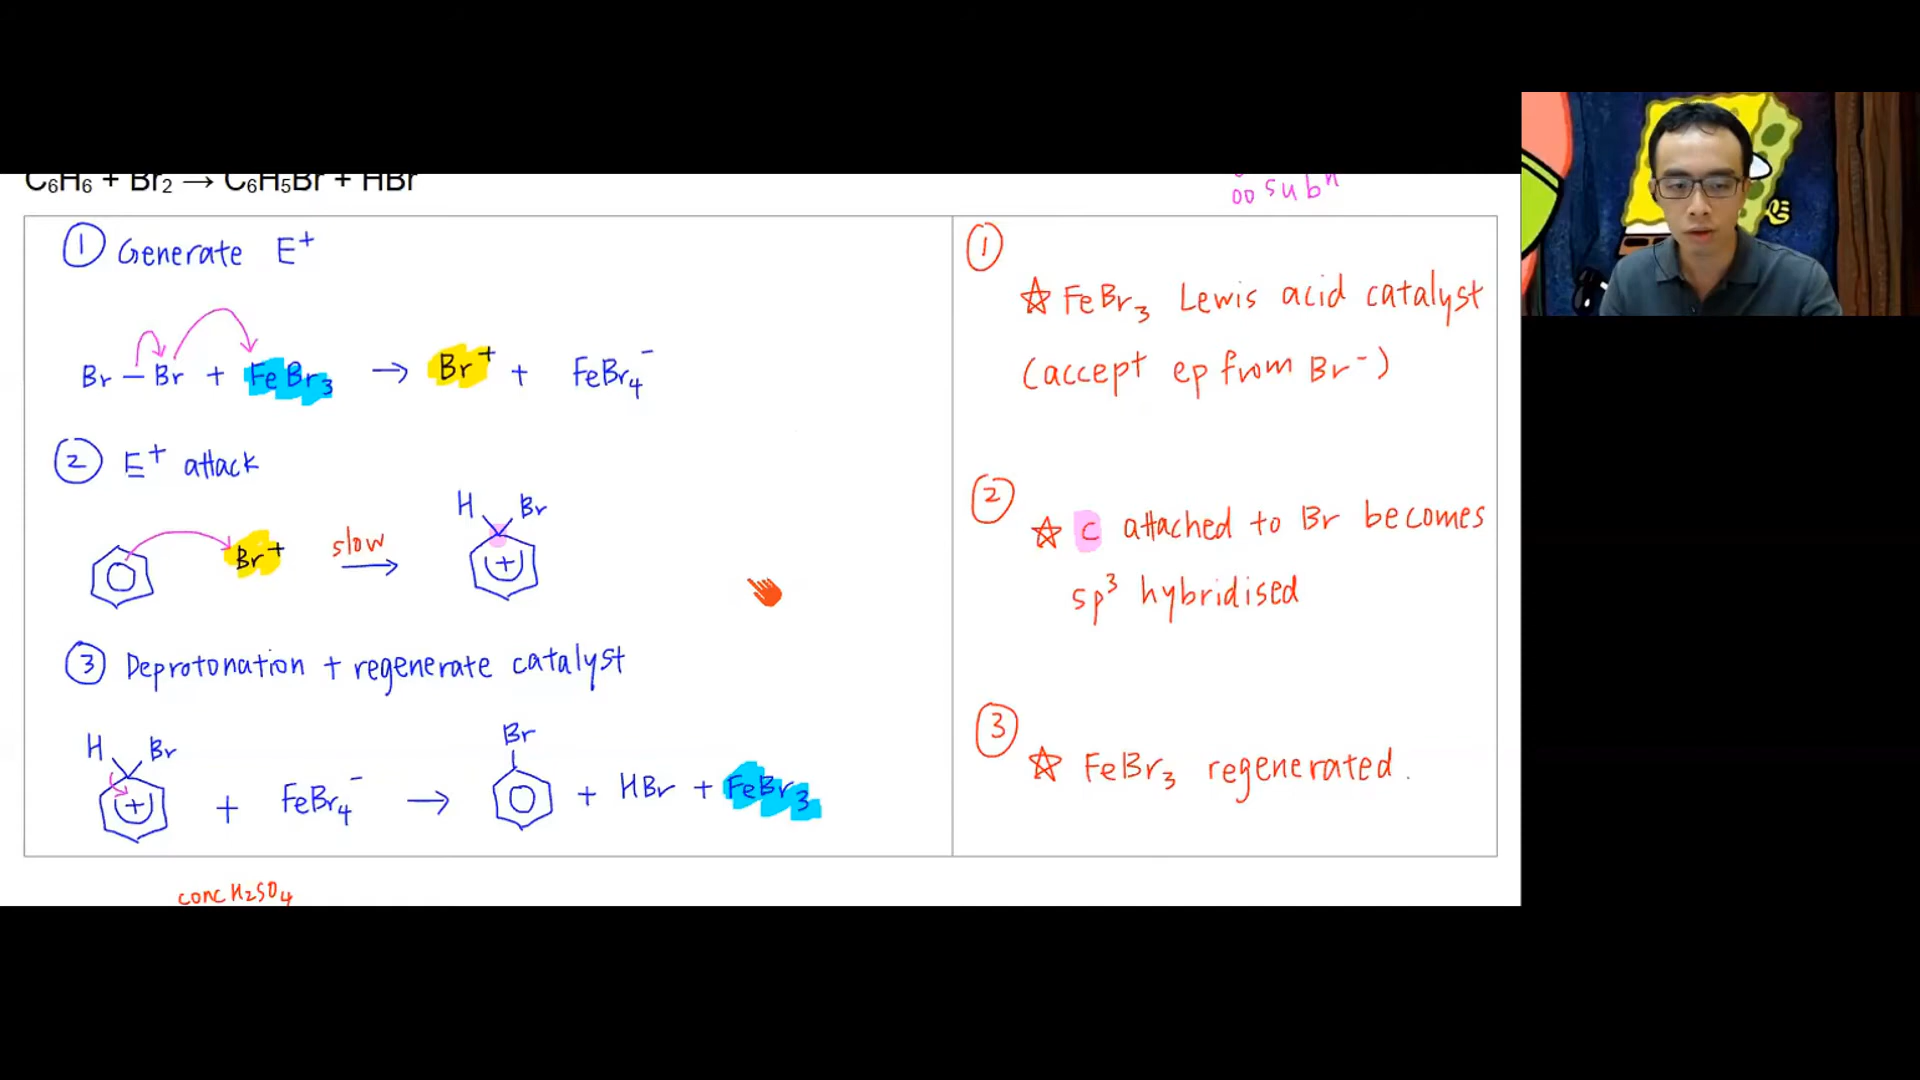 C6H6 + Br2 → C6H5Br + HBr
oo subn
① Generate E+
Br – Br + FeBr3 → Br+ + FeBr4-
② E+ attack
Br+ slow →
H Br
+
③ Deprotonation + regenerate catalyst
H Br
+ + FeBr4- → Br + HBr + FeBr3
conc H2SO4
①
☆ FeBr3 Lewis acid catalyst
(accept ep from Br-)
②
☆ C attached to Br becomes
sp3 hybridised
③
☆ FeBr3 regenerated.